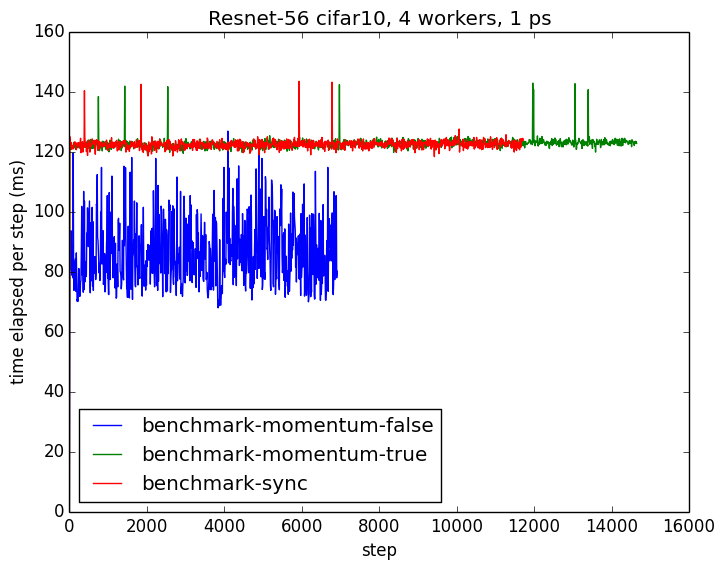 Resnet-56 cifar10, 4 workers, 1 ps
160
140
120
100
80
60
40
20
0
time elapsed per step (ms)
benchmark-momentum-false
benchmark-momentum-true
benchmark-sync
0 2000 4000 6000 8000 10000 12000 14000 16000
step